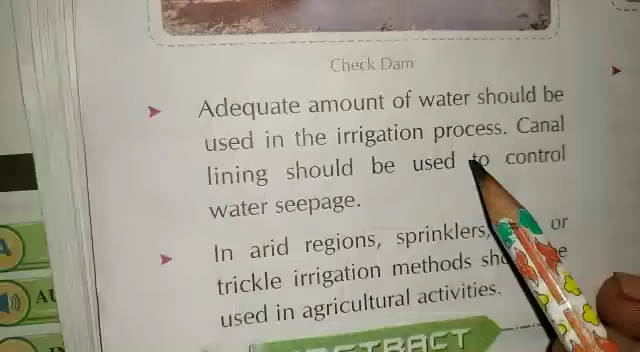 Check Dam
Adequate amount of water should be
used in the irrigation process. Canal
lining should be used to control
water seepage.
In arid regions, sprinklers, or
trickle irrigation methods
used in agricultural activities.